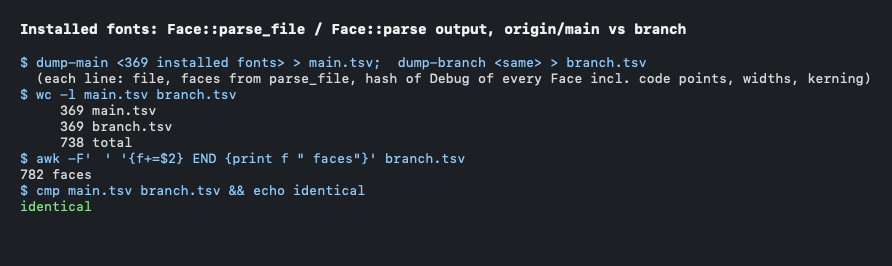 Installed fonts: Face::parse_file / Face::parse output, origin/main vs branch
$ dump-main <369 installed fonts> > main.tsv;  dump-branch <same> > branch.tsv
  (each line: file, faces from parse_file, hash of Debug of every Face incl. code points, widths, kerning)
$ wc -l main.tsv branch.tsv
     369 main.tsv
     369 branch.tsv
     738 total
$ awk -F' ' '{f+=$2} END {print f " faces"}' branch.tsv
782 faces
$ cmp main.tsv branch.tsv && echo identical
identical